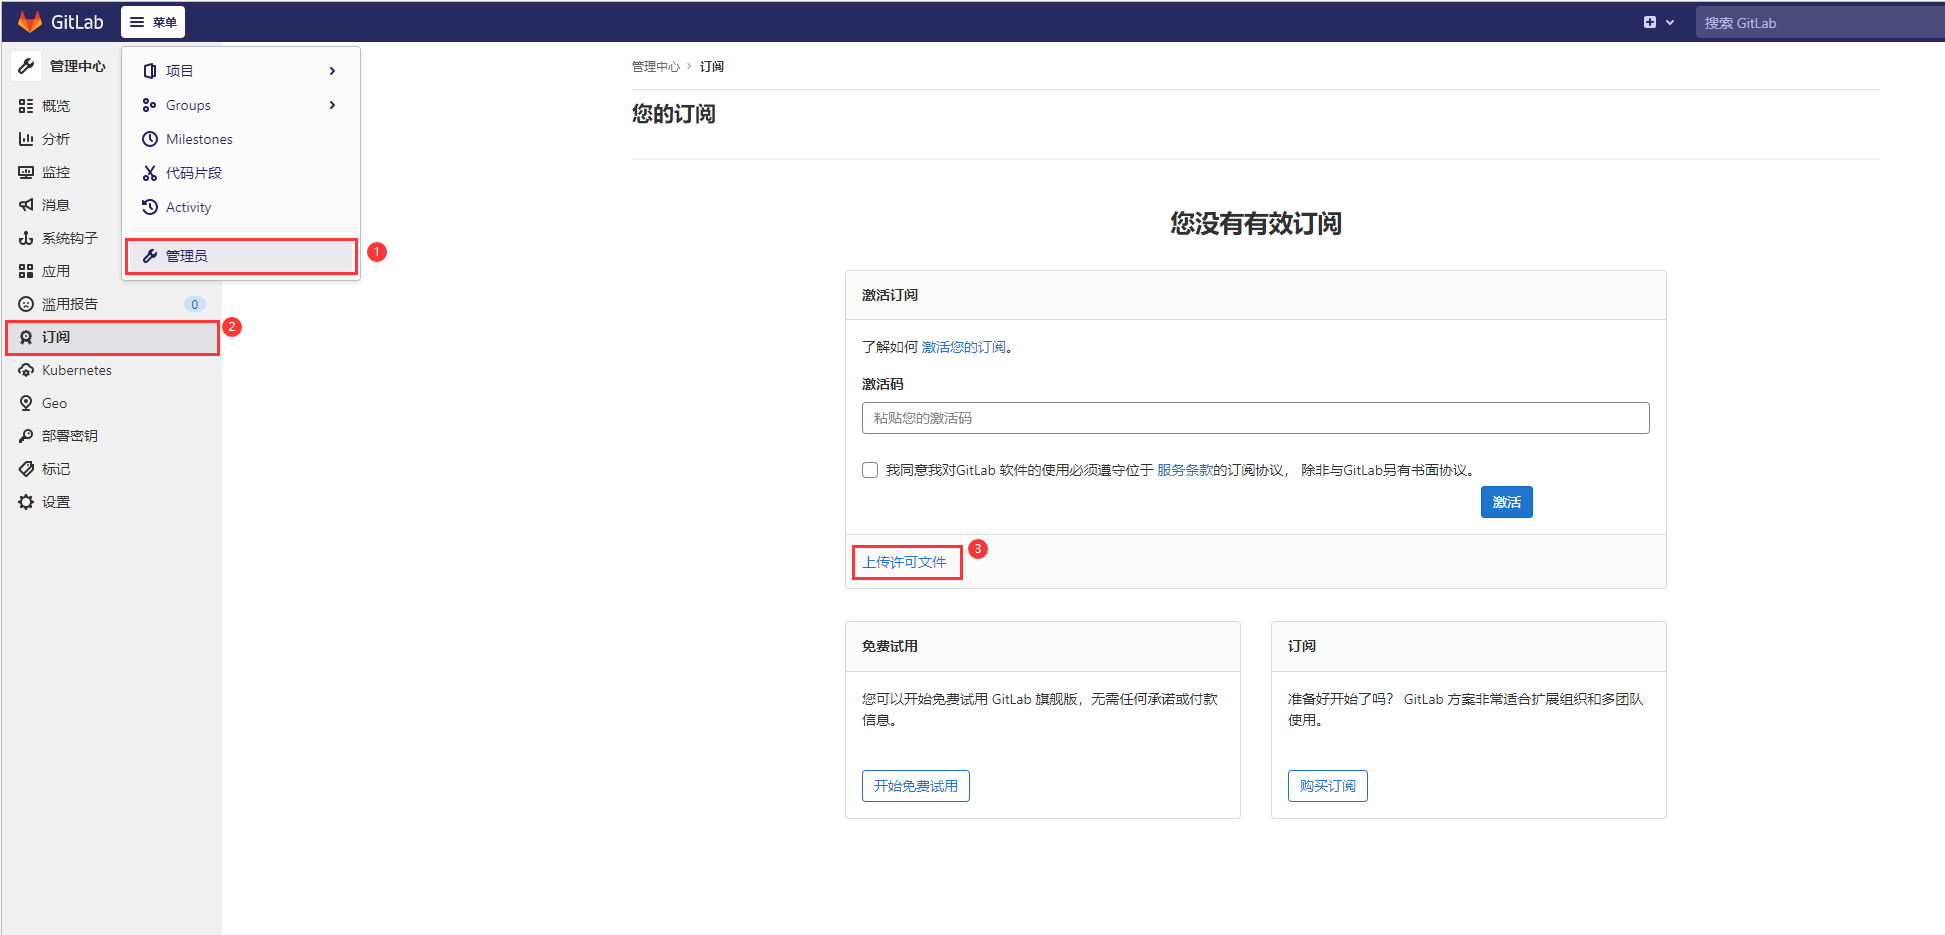 GitLab
菜单
搜索 GitLab
管理中心
概览
分析
监控
消息
系统钩子
应用
滥用报告 0
订阅
2
Kubernetes
Geo
部署密钥
标记
设置
项目
Groups
Milestones
代码片段
Activity
管理员
1
管理中心 › 订阅
您的订阅
您没有有效订阅
激活订阅
了解如何 激活您的订阅。
激活码
粘贴您的激活码
我同意我对GitLab 软件的使用必须遵守位于 服务条款的订阅协议， 除非与GitLab另有书面协议。
激活
上传许可文件
3
免费试用
您可以开始免费试用 GitLab 旗舰版，无需任何承诺或付款
信息。
开始免费试用
订阅
准备好开始了吗？ GitLab 方案非常适合扩展组织和多团队
使用。
购买订阅